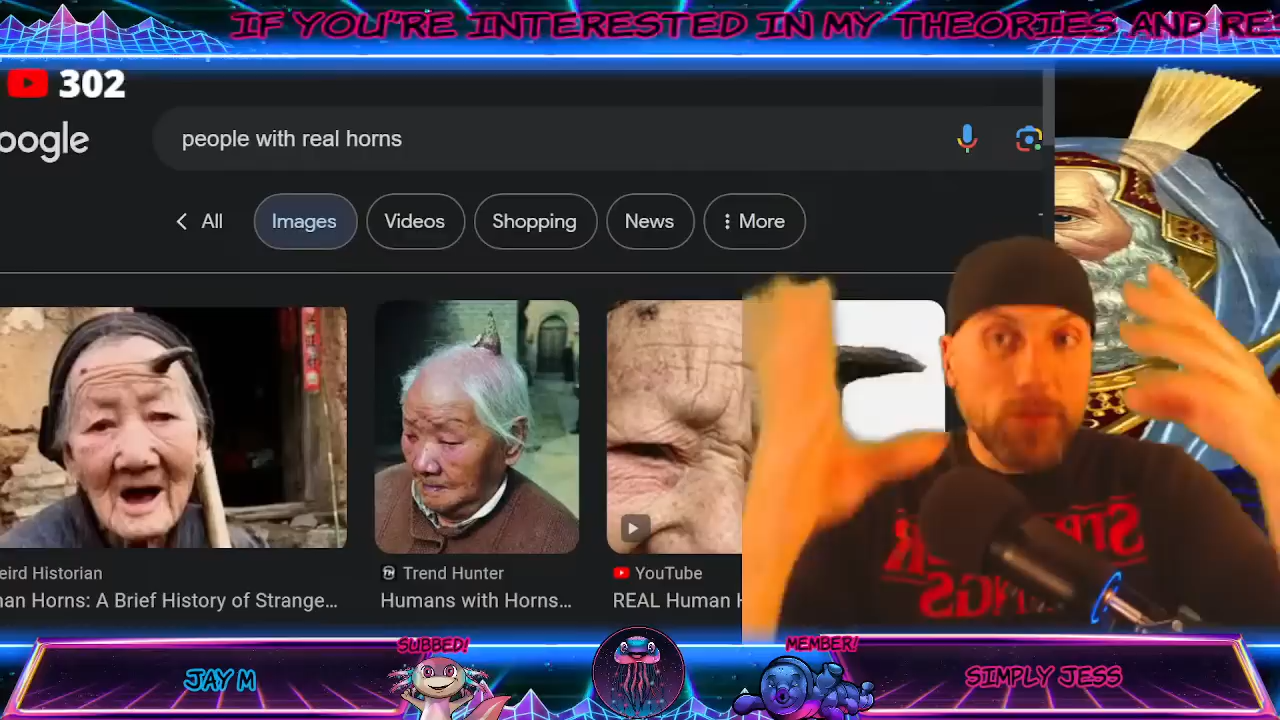 IF YOU'RE INTERESTED IN MY THEORIES AND RE
302
oogle
people with real horns
All
Images
Videos
Shopping
News
More
eird Historian
Trend Hunter
YouTube
nan Horns: A Brief History of Strange...
Humans with Horns...
REAL Human H
SUBBED!
MEMBER!
JAY M
SIMPLY JESS